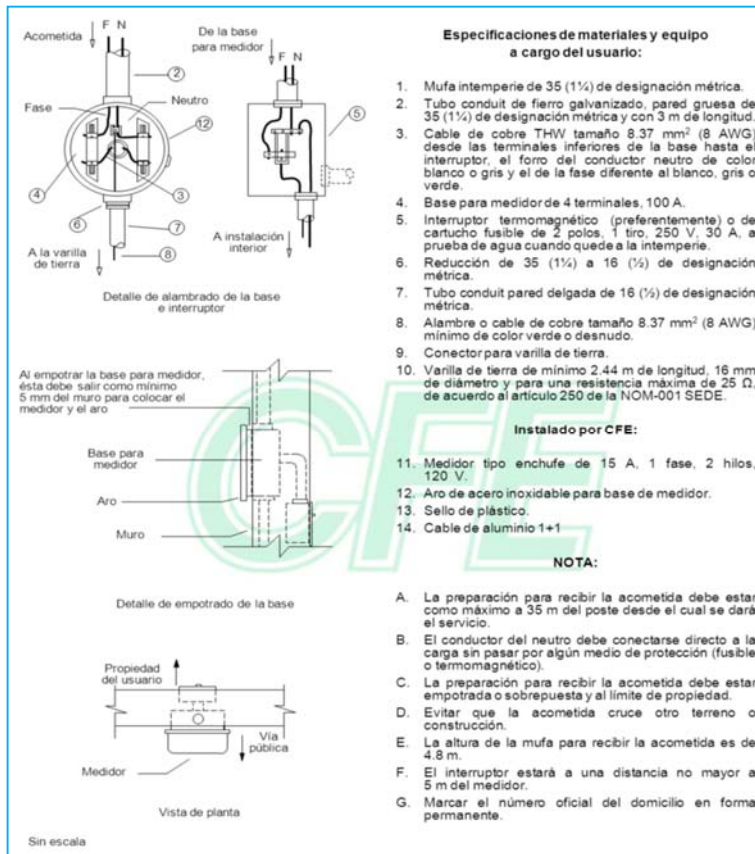 F N
Acometida
2
Fase
Neutro
12
4
3
6
7
A la varilla
de tierra
8
De la base
para medidor
F N
5
A instalación
interior
Detalle de alambrado de la base
e interruptor
Al empotrar la base para medidor,
ésta debe salir como mínimo
5 mm del muro para colocar el
medidor y el aro
Base para
medidor
Aro
Muro
Detalle de empotrado de la base
Propiedad
del usuario
Vía
pública
Medidor
Vista de planta
Sin escala
CFE
Especificaciones de materiales y equipo
a cargo del usuario:
1. Mufa intemperie de 35 (1¼) de designación métrica.
2. Tubo conduit de fierro galvanizado, pared gruesa de
35 (1¼) de designación métrica y con 3 m de longitud.
3. Cable de cobre THW tamaño 8.37 mm² (8 AWG)
desde las terminales inferiores de la base hasta el
interruptor, el forro del conductor neutro de color
blanco o gris y el de la fase diferente al blanco, gris o
verde.
4. Base para medidor de 4 terminales, 100 A.
5. Interruptor termomagnético (preferentemente) o de
cartucho fusible de 2 polos, 1 tiro, 250 V, 30 A, a
prueba de agua cuando quede a la intemperie.
6. Reducción de 35 (1¼) a 16 (½) de designación
métrica.
7. Tubo conduit pared delgada de 16 (½) de designación
métrica.
8. Alambre o cable de cobre tamaño 8.37 mm² (8 AWG)
mínimo de color verde o desnudo.
9. Conector para varilla de tierra.
10. Varilla de tierra de mínimo 2.44 m de longitud, 16 mm
de diámetro y para una resistencia máxima de 25 Ω,
de acuerdo al artículo 250 de la NOM-001 SEDE.
Instalado por CFE:
11. Medidor tipo enchufe de 15 A, 1 fase, 2 hilos,
120 V.
12. Aro de acero inoxidable para base de medidor.
13. Sello de plástico.
14. Cable de aluminio 1+1
NOTA:
A. La preparación para recibir la acometida debe estar
como máximo a 35 m del poste desde el cual se dará
el servicio.
B. El conductor del neutro debe conectarse directo a la
carga sin pasar por algún medio de protección (fusible
o termomagnético).
C. La preparación para recibir la acometida debe estar
empotrada o sobrepuesta y al límite de propiedad.
D. Evitar que la acometida cruce otro terreno o
construcción.
E. La altura de la mufa para recibir la acometida es de
4.8 m.
F. El interruptor estará a una distancia no mayor a
5 m del medidor.
G. Marcar el número oficial del domicilio en forma
permanente.